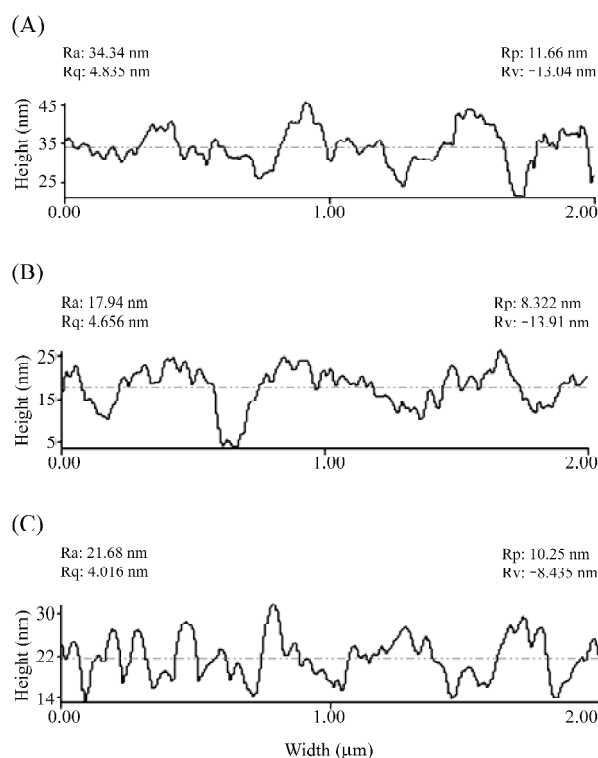 (A)
Ra: 34.34 nm Rp: 11.66 nm
Rq: 4.835 nm Rv: −13.04 nm
45
35
25
Height (nm)
0.00 1.00 2.00
(B)
Ra: 17.94 nm Rp: 8.322 nm
Rq: 4.656 nm Rv: −13.91 nm
25
15
5
Height (nm)
0.00 1.00 2.00
(C)
Ra: 21.68 nm Rp: 10.25 nm
Rq: 4.016 nm Rv: −8.435 nm
30
22
14
Height (nm)
0.00 1.00 2.00
Width (μm)